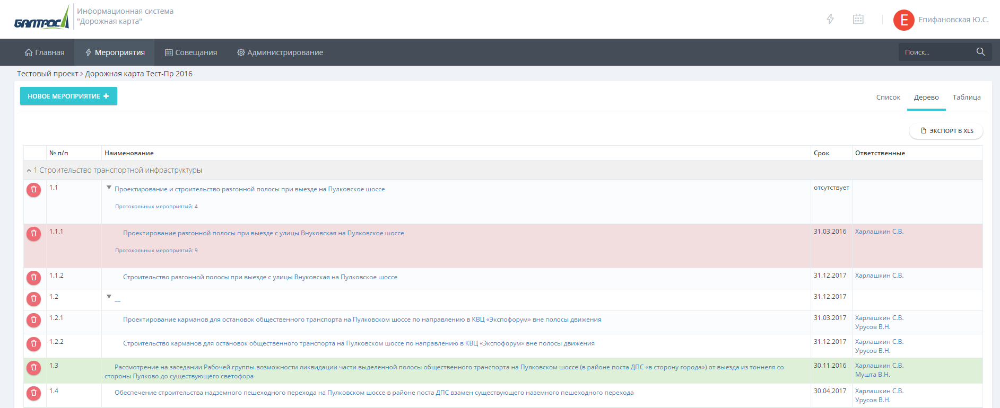 БАЛТРОС
Информационная система
"Дорожная карта"
Е
Епифановская Ю.С.
Главная
Мероприятия
Совещания
Администрирование
Поиск...
Тестовый проект › Дорожная карта Тест-Пр 2016
НОВОЕ МЕРОПРИЯТИЕ +
Список
Дерево
Таблица
ЭКСПОРТ В XLS
№ п/п Наименование Срок Ответственные
1 Строительство транспортной инфраструктуры
1.1 Проектирование и строительство разгонной полосы при выезде на Пулковское шоссе отсутствует
Протокольных мероприятий: 4
1.1.1 Проектирование разгонной полосы при выезде с улицы Внуковская на Пулковское шоссе 31.03.2016 Харлашкин С.В.
Протокольных мероприятий: 9
1.1.2 Строительство разгонной полосы при выезде с улицы Внуковская на Пулковское шоссе 31.12.2017 Харлашкин С.В.
1.2 __ 31.12.2017
1.2.1 Проектирование карманов для остановок общественного транспорта на Пулковском шоссе по направлению в КВЦ «Экспофорум» вне полосы движения 31.03.2017 Харлашкин С.В.
Урусов В.Н.
1.2.2 Строительство карманов для остановок общественного транспорта на Пулковском шоссе по направлению в КВЦ «Экспофорум» вне полосы движения 31.12.2017 Харлашкин С.В.
Урусов В.Н.
1.3 Рассмотрение на заседании Рабочей группы возможности ликвидации части выделенной полосы общественного транспорта на Пулковском шоссе (в районе поста ДПС «в сторону города») от выезда из тоннеля со 30.11.2016 Харлашкин С.В.
стороны Пулково до существующего светофора Мушта В.Н.
1.4 Обеспечение строительства надземного пешеходного перехода на Пулковском шоссе в районе поста ДПС взамен существующего наземного пешеходного перехода 30.04.2017 Харлашкин С.В.
Урусов В.Н.